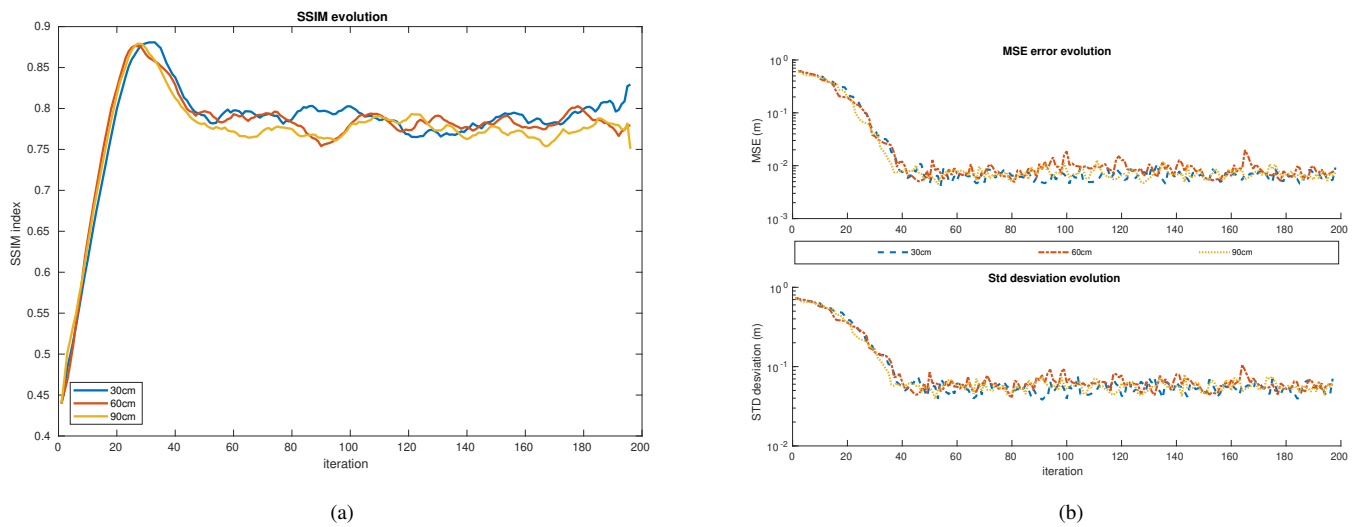 SSIM evolution
0.9
0.85
0.8
0.75
0.7
0.65
0.6
0.55
0.5
0.45
0.4
SSIM index
30cm
60cm
90cm
0 20 40 60 80 100 120 140 160 180 200
iteration
(a)
MSE error evolution
10^0
10^-1
10^-2
10^-3
MSE (m)
0 20 40 60 80 100 120 140 160 180 200
30cm 60cm 90cm
Std desviation evolution
10^0
10^-1
10^-2
STD desviation (m)
0 20 40 60 80 100 120 140 160 180 200
iteration
(b)